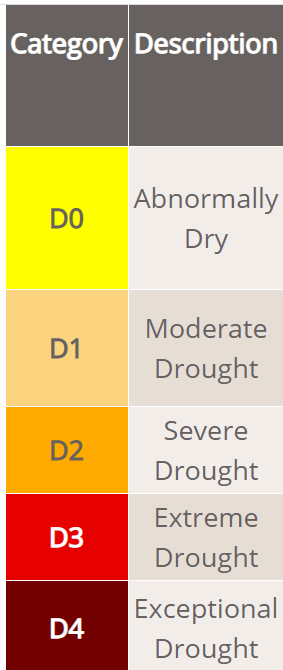 Category Description
D0 Abnormally
Dry
D1 Moderate
Drought
D2 Severe
Drought
D3 Extreme
Drought
D4 Exceptional
Drought